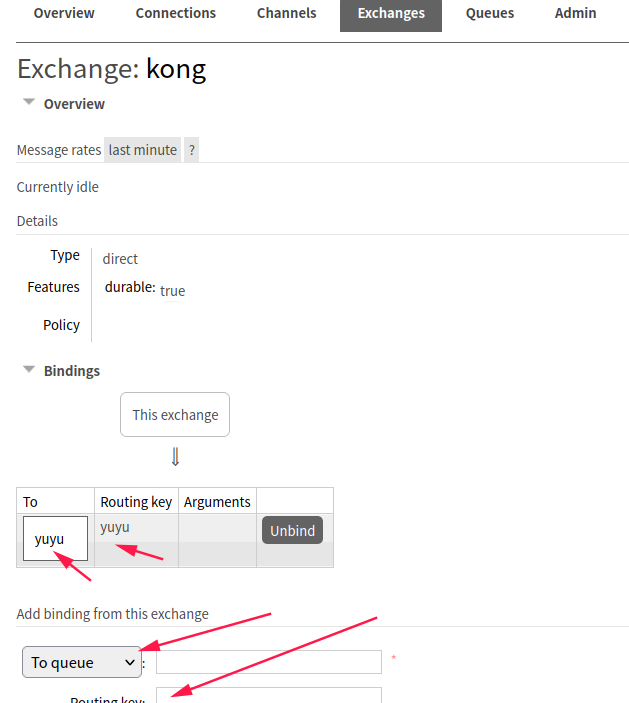 Overview Connections Channels Exchanges Queues Admin
Exchange: kong
Overview
Message rates last minute ?
Currently idle
Details
Type direct
Features durable: true
Policy
Bindings
This exchange
⇓
To Routing key Arguments
yuyu yuyu Unbind
Add binding from this exchange
To queue : *
Routing key: